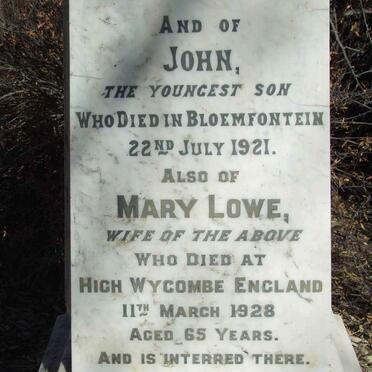 And of
John,
the youngest son
Who Died in Bloemfontein
22nd July 1921.
Also of
Mary Lowe,
wife of the above
Who Died at
High Wycombe England
11th March 1928
Aged 65 Years.
And is interred there.